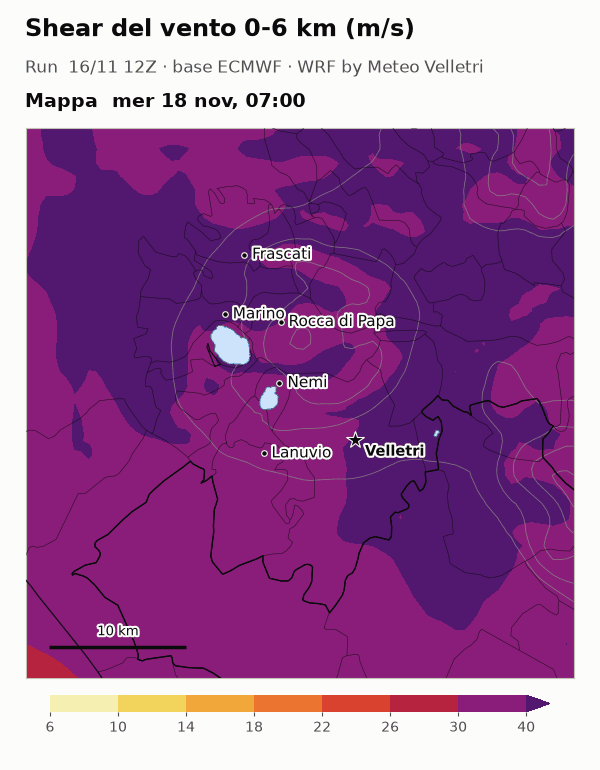 Shear del vento 0-6 km (m/s)
Run  16/11 12Z · base ECMWF · WRF by Meteo Velletri
Mappa  mer 18 nov, 07:00
Frascati
Marino
Rocca di Papa
Nemi
Velletri
Lanuvio
10 km
6 10 14 18 22 26 30 40